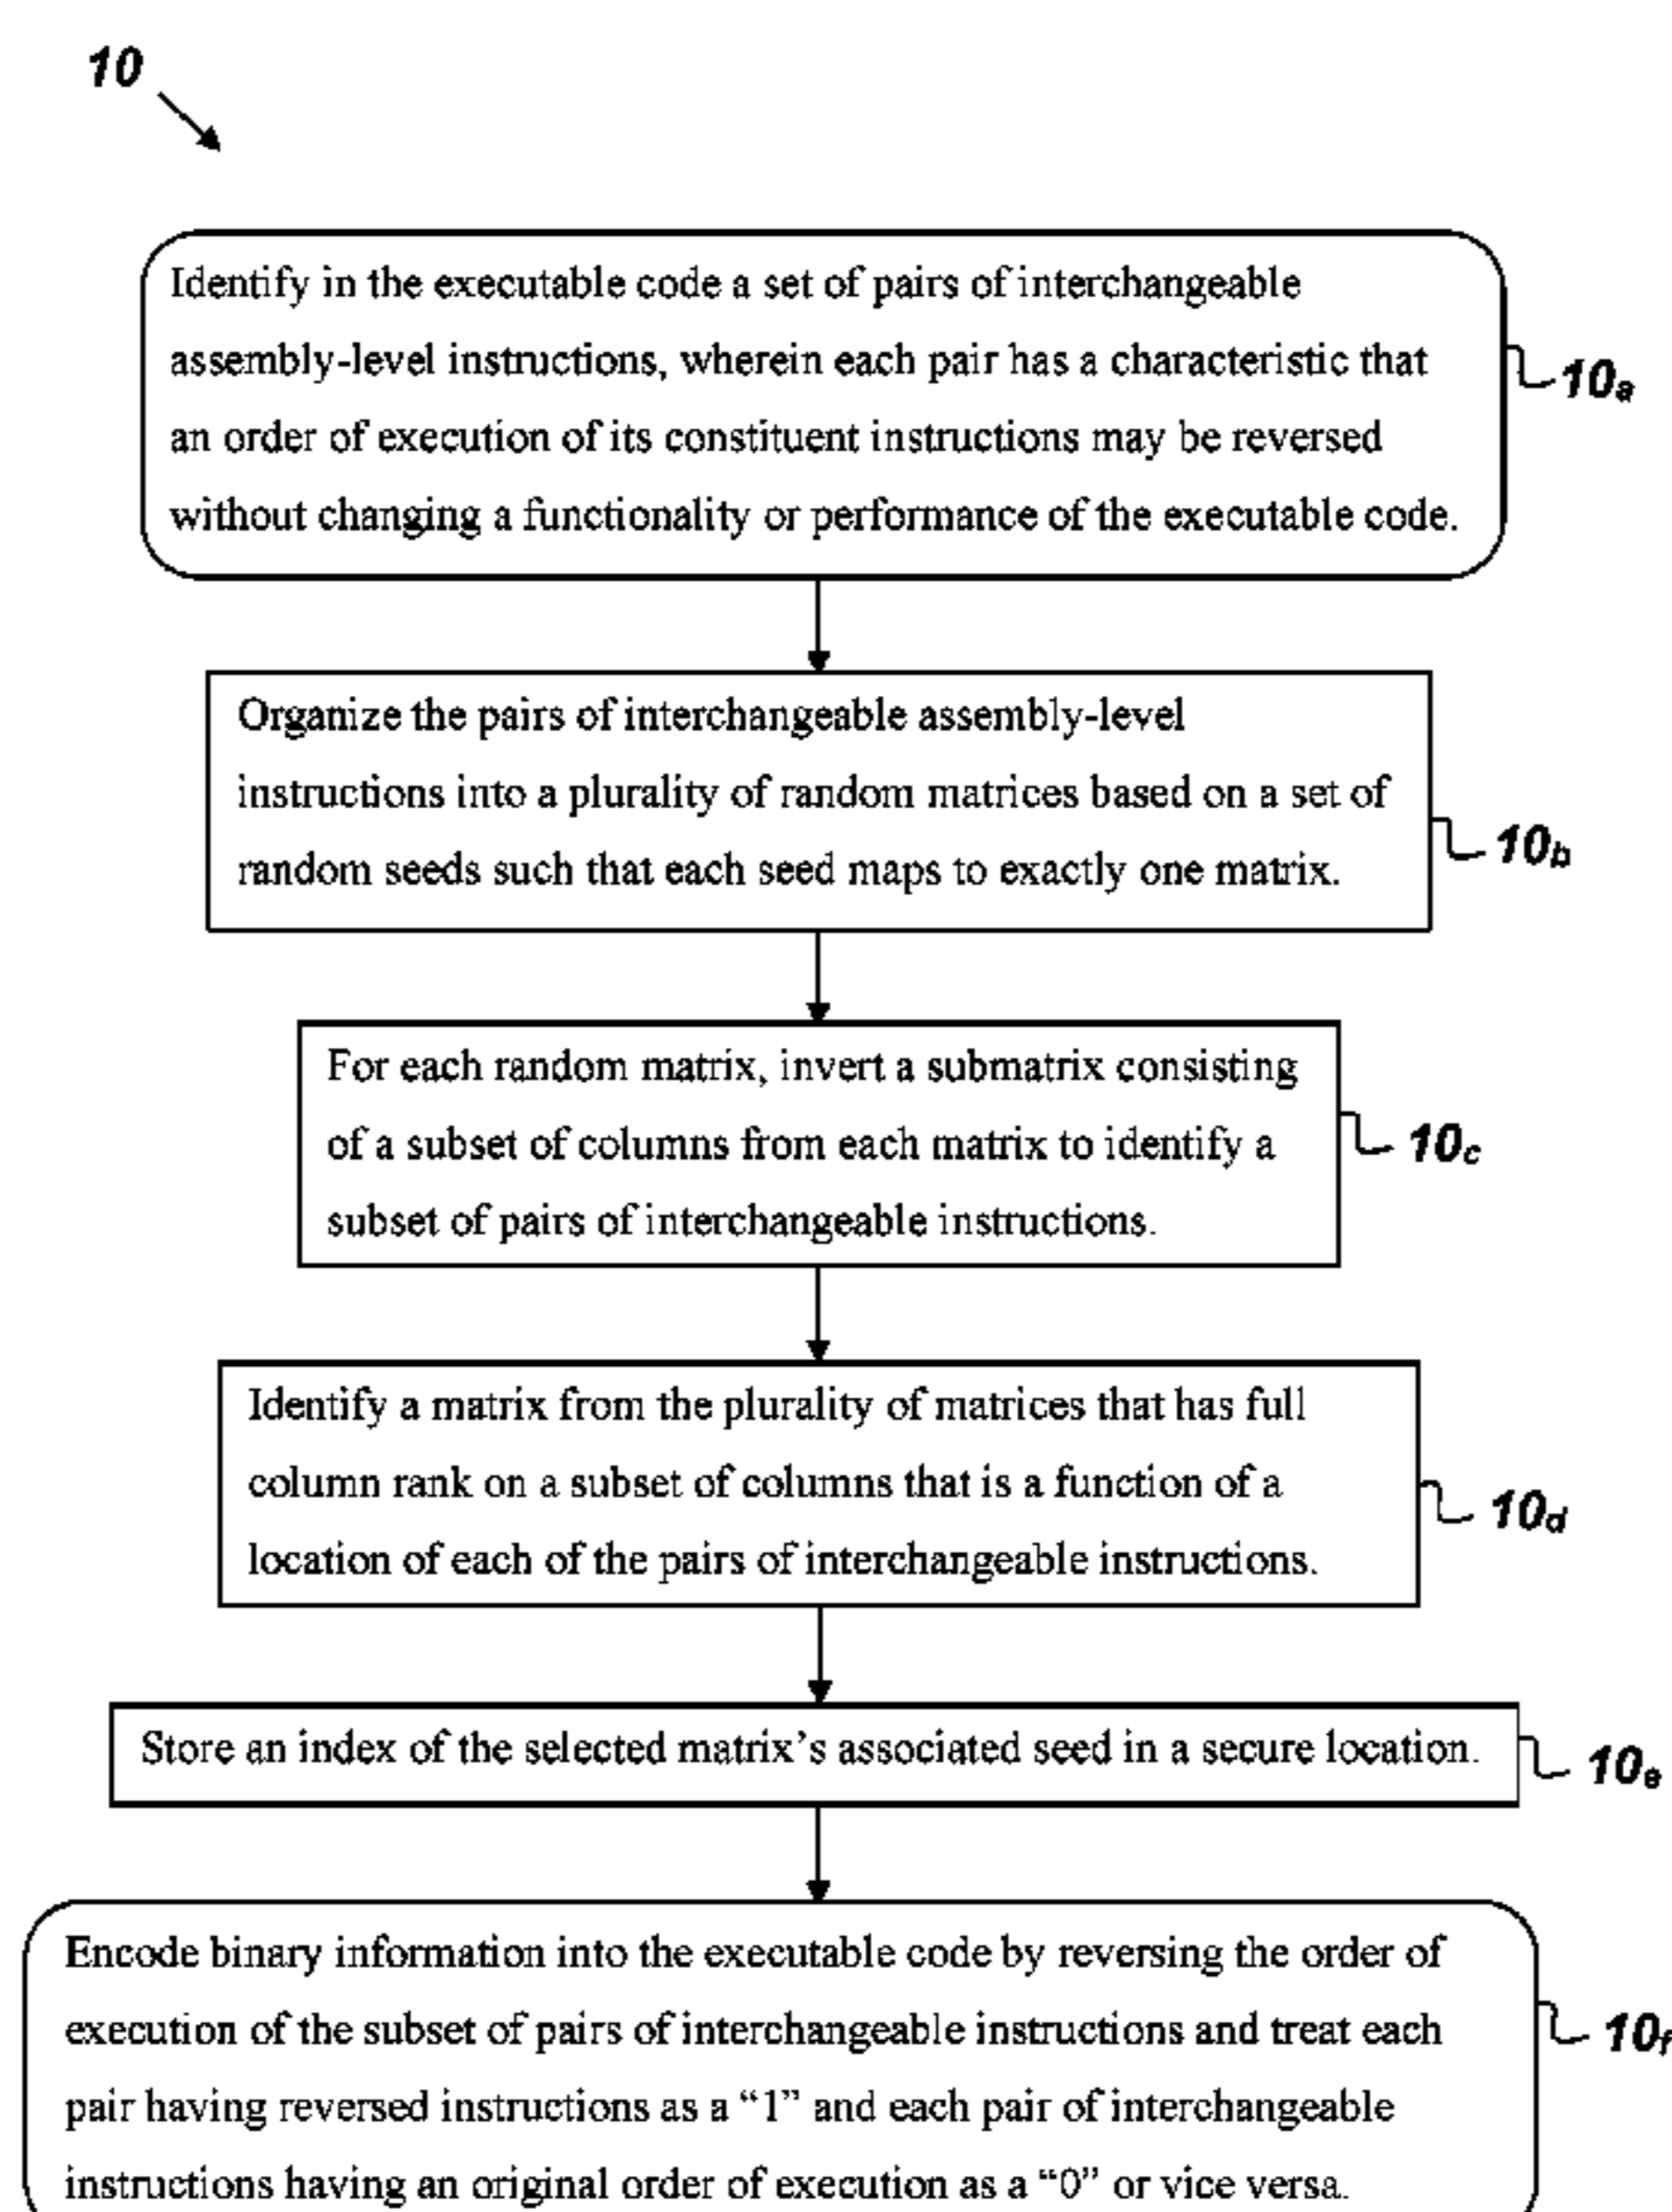 10
Identify in the executable code a set of pairs of interchangeable
assembly-level instructions, wherein each pair has a characteristic that
an order of execution of its constituent instructions may be reversed
without changing a functionality or performance of the executable code.
10a
Organize the pairs of interchangeable assembly-level
instructions into a plurality of random matrices based on a set of
random seeds such that each seed maps to exactly one matrix.
10b
For each random matrix, invert a submatrix consisting
of a subset of columns from each matrix to identify a
subset of pairs of interchangeable instructions.
10c
Identify a matrix from the plurality of matrices that has full
column rank on a subset of columns that is a function of a
location of each of the pairs of interchangeable instructions.
10d
Store an index of the selected matrix’s associated seed in a secure location.
10e
Encode binary information into the executable code by reversing the order of
execution of the subset of pairs of interchangeable instructions and treat each
pair having reversed instructions as a “1” and each pair of interchangeable
instructions having an original order of execution as a “0” or vice versa.
10f